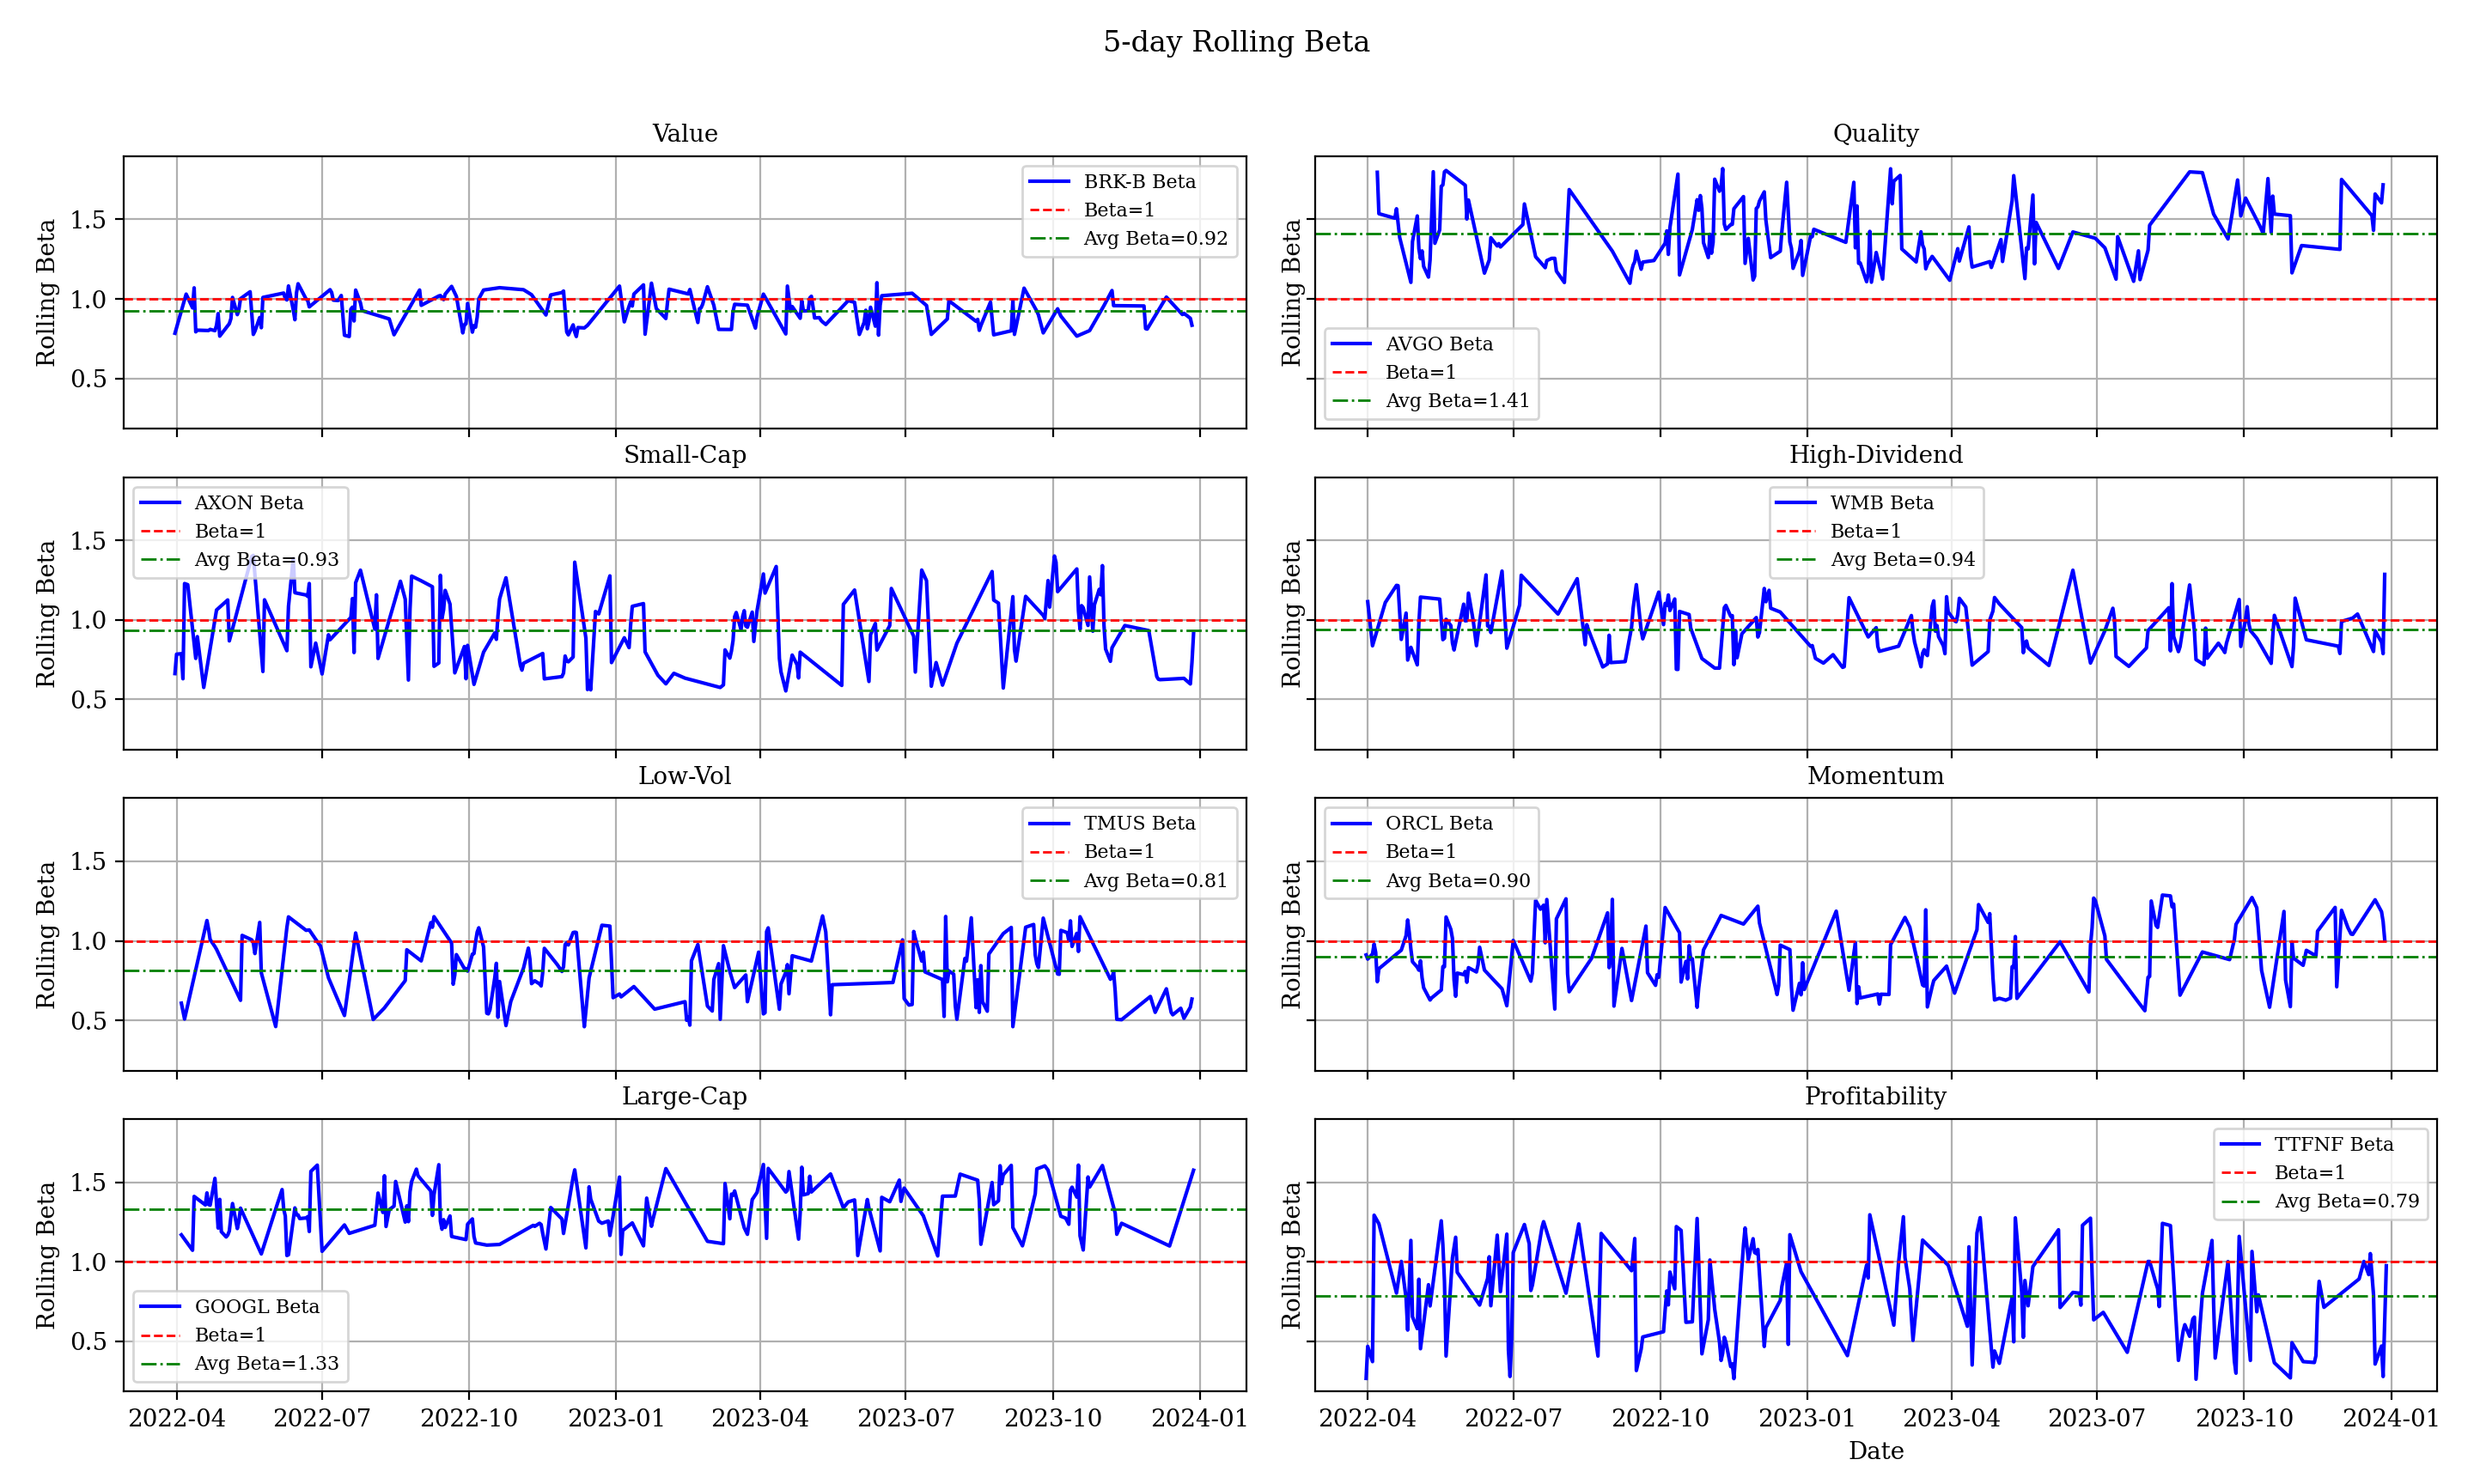 5-day Rolling Beta
Value
Rolling Beta
1.5
1.0
0.5
BRK-B Beta
Beta=1
Avg Beta=0.92
Quality
Rolling Beta
AVGO Beta
Beta=1
Avg Beta=1.41
Small-Cap
Rolling Beta
1.5
1.0
0.5
AXON Beta
Beta=1
Avg Beta=0.93
High-Dividend
Rolling Beta
WMB Beta
Beta=1
Avg Beta=0.94
Low-Vol
Rolling Beta
1.5
1.0
0.5
TMUS Beta
Beta=1
Avg Beta=0.81
Momentum
Rolling Beta
ORCL Beta
Beta=1
Avg Beta=0.90
Large-Cap
Rolling Beta
1.5
1.0
0.5
GOOGL Beta
Beta=1
Avg Beta=1.33
2022-04 2022-07 2022-10 2023-01 2023-04 2023-07 2023-10 2024-01
Profitability
Rolling Beta
TTFNF Beta
Beta=1
Avg Beta=0.79
2022-04 2022-07 2022-10 2023-01 2023-04 2023-07 2023-10 2024-01
Date